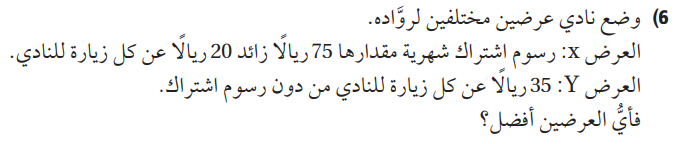 6) وضع نادي عرضين مختلفين لروَّاده.
العرض x: رسوم اشتراك شهرية مقدارها 75 ريالًا زائد 20 ريالًا عن كل زيارة للنادي.
العرض Y: 35 ريالًا عن كل زيارة للنادي من دون رسوم اشتراك.
فأيُّ العرضين أفضل؟